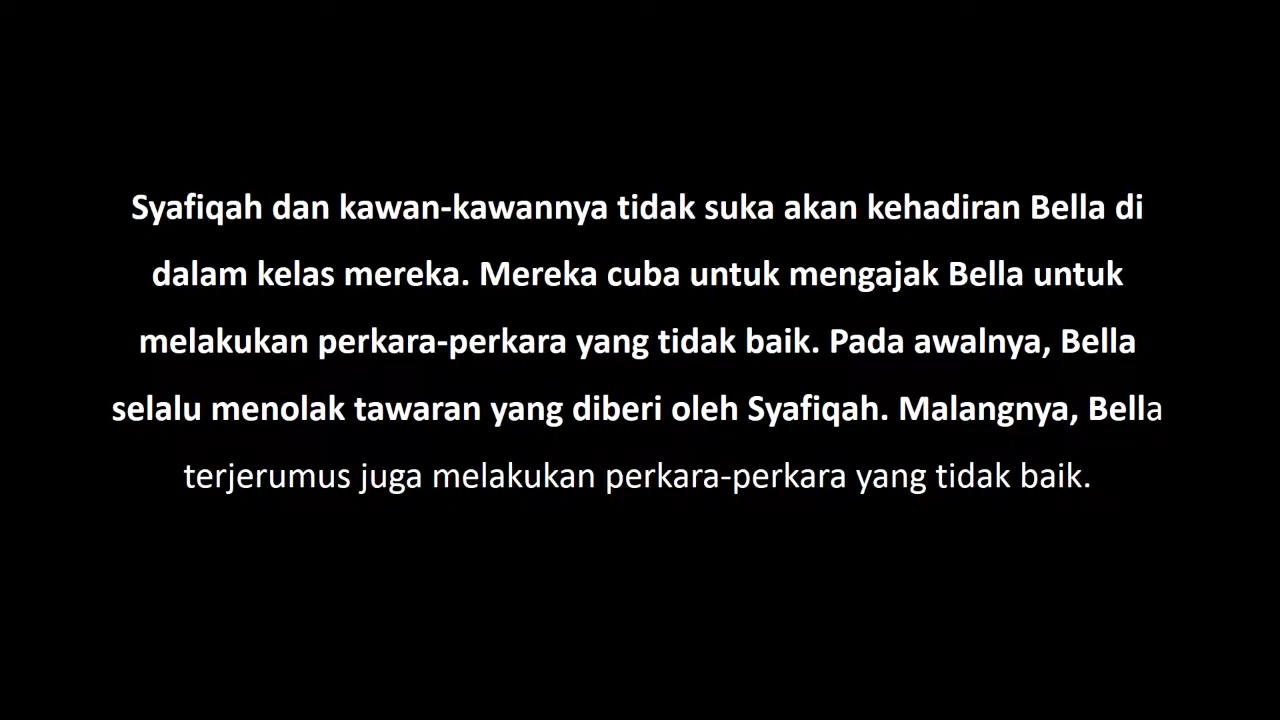 Syafiqah dan kawan-kawannya tidak suka akan kehadiran Bella di
dalam kelas mereka. Mereka cuba untuk mengajak Bella untuk
melakukan perkara-perkara yang tidak baik. Pada awalnya, Bella
selalu menolak tawaran yang diberi oleh Syafiqah. Malangnya, Bella
terjerumus juga melakukan perkara-perkara yang tidak baik.